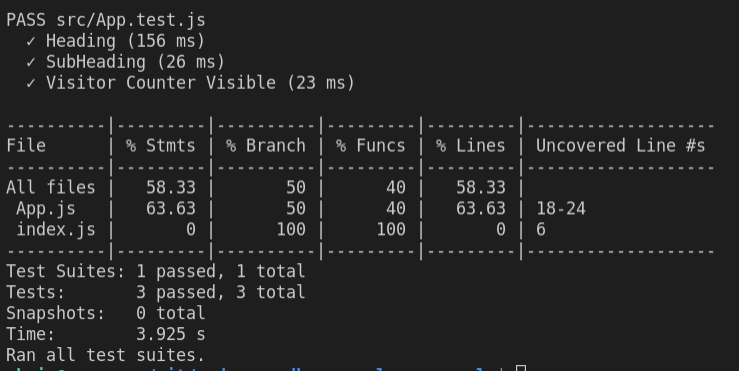 PASS src/App.test.js
  ✓ Heading (156 ms)
  ✓ SubHeading (26 ms)
  ✓ Visitor Counter Visible (23 ms)

----------|---------|----------|---------|---------|-------------------
File      | % Stmts | % Branch | % Funcs | % Lines | Uncovered Line #s
----------|---------|----------|---------|---------|-------------------
All files |   58.33 |       50 |      40 |   58.33 |
 App.js   |   63.63 |       50 |      40 |   63.63 | 18-24
 index.js |       0 |      100 |     100 |       0 | 6
----------|---------|----------|---------|---------|-------------------
Test Suites: 1 passed, 1 total
Tests:       3 passed, 3 total
Snapshots:   0 total
Time:        3.925 s
Ran all test suites.